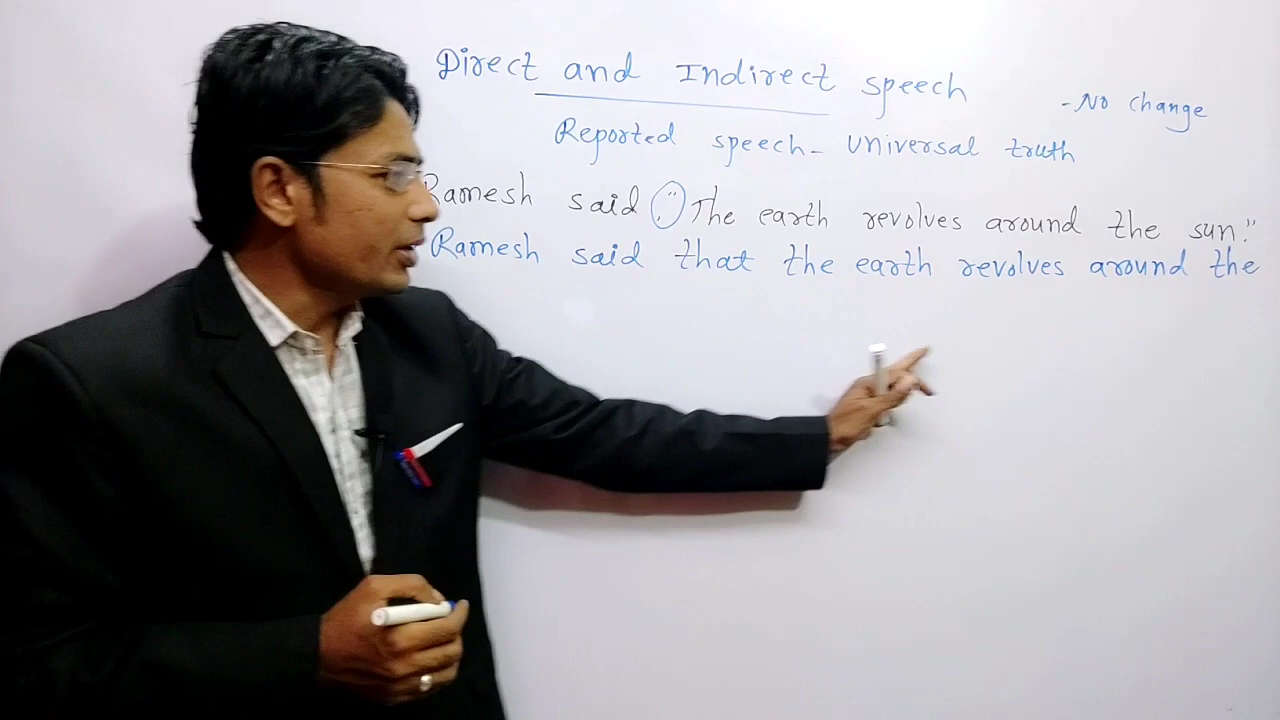 Direct and Indirect speech
- No change
Reported speech - Universal truth
Ramesh said, "The earth revolves around the sun."
Ramesh said that the earth revolves around the